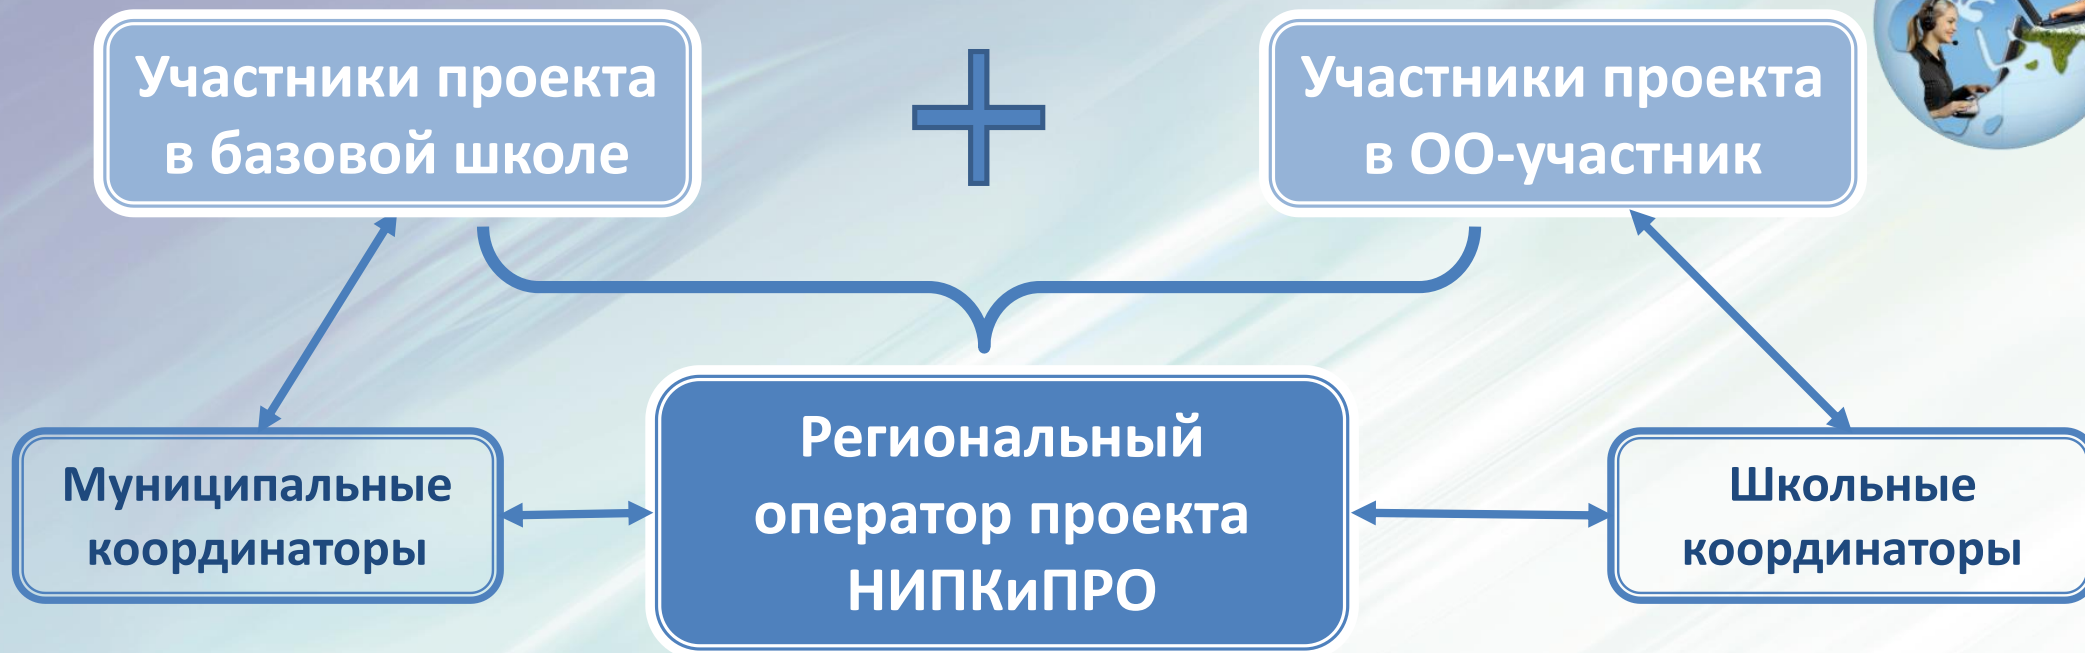 Участники проекта
в базовой школе
Участники проекта
в ОО-участник
Муниципальные
координаторы
Региональный
оператор проекта
НИПКиПРО
Школьные
координаторы